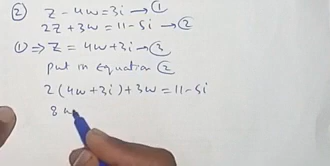 ② z - 4w = 3i → ①
2z + 3w = 11 - 5i → ②
① ⇒ z = 4w + 3i → ③
put in equation ②
2(4w + 3i) + 3w = 11 - 5i
8w